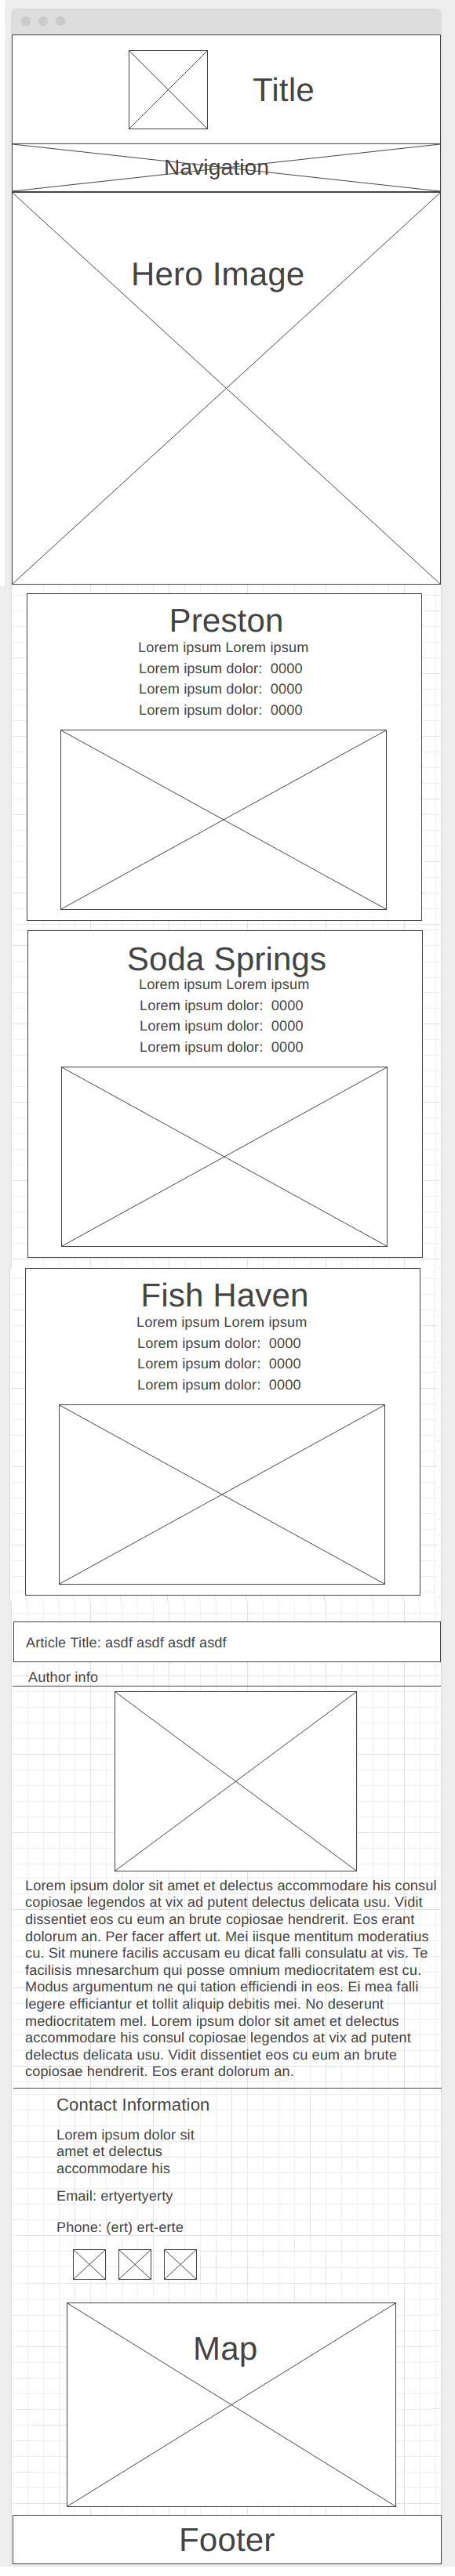 Title
Navigation
Hero Image
Preston
Lorem ipsum Lorem ipsum
Lorem ipsum dolor: 0000
Lorem ipsum dolor: 0000
Lorem ipsum dolor: 0000
Soda Springs
Lorem ipsum Lorem ipsum
Lorem ipsum dolor: 0000
Lorem ipsum dolor: 0000
Lorem ipsum dolor: 0000
Fish Haven
Lorem ipsum Lorem ipsum
Lorem ipsum dolor: 0000
Lorem ipsum dolor: 0000
Lorem ipsum dolor: 0000
Article Title: asdf asdf asdf asdf
Author info
Lorem ipsum dolor sit amet et delectus accommodare his consul
copiosae legendos at vix ad putent delectus delicata usu. Vidit
dissentiet eos cu eum an brute copiosae hendrerit. Eos erant
dolorum an. Per facer affert ut. Mei iisque mentitum moderatius
cu. Sit munere facilis accusam eu dicat falli consulatu at vis. Te
facilisis mnesarchum qui posse omnium mediocritatem est cu.
Modus argumentum ne qui tation efficiendi in eos. Ei mea falli
legere efficiantur et tollit aliquip debitis mei. No deserunt
mediocritatem mel. Lorem ipsum dolor sit amet et delectus
accommodare his consul copiosae legendos at vix ad putent
delectus delicata usu. Vidit dissentiet eos cu eum an brute
copiosae hendrerit. Eos erant dolorum an.
Contact Information
Lorem ipsum dolor sit
amet et delectus
accommodare his
Email: ertyertyerty
Phone: (ert) ert-erte
Map
Footer